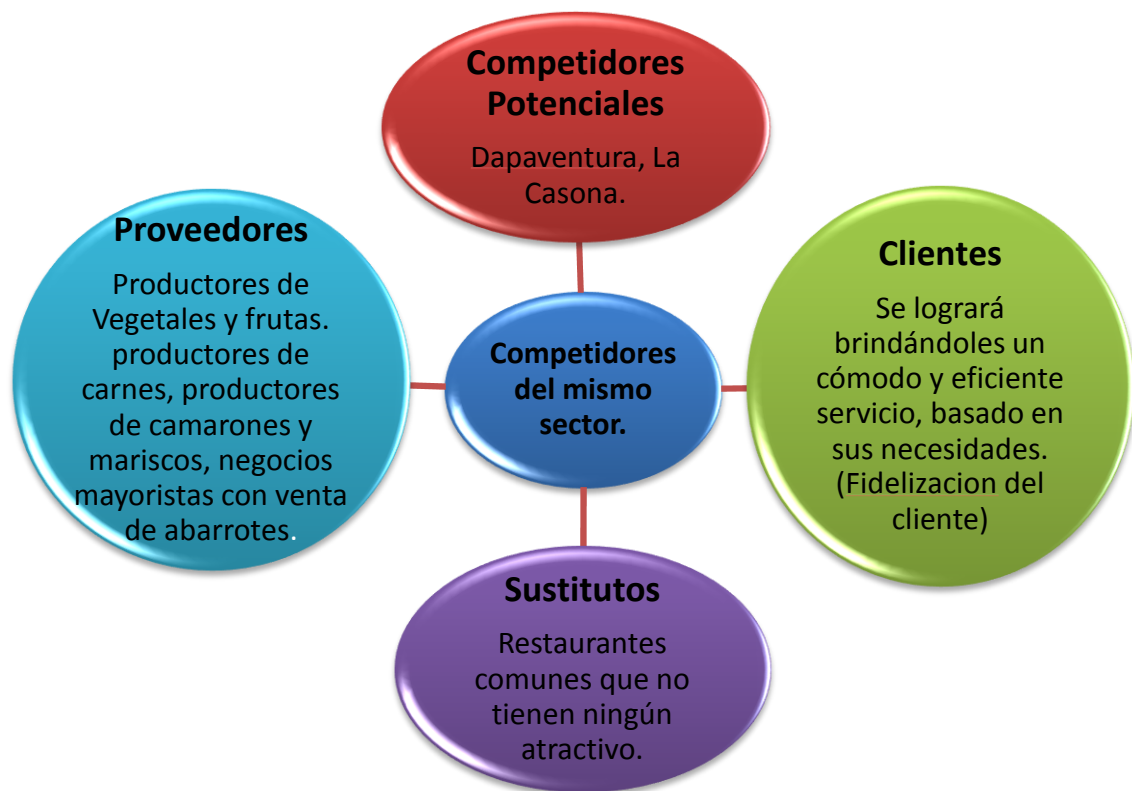 Competidores
Potenciales
Dapaventura, La
Casona.
Proveedores
Productores de
Vegetales y frutas.
productores de
carnes, productores
de camarones y
mariscos, negocios
mayoristas con venta
de abarrotes.
Competidores
del mismo
sector.
Clientes
Se logrará
brindándoles un
cómodo y eficiente
servicio, basado en
sus necesidades.
(Fidelizacion del
cliente)
Sustitutos
Restaurantes
comunes que no
tienen ningún
atractivo.